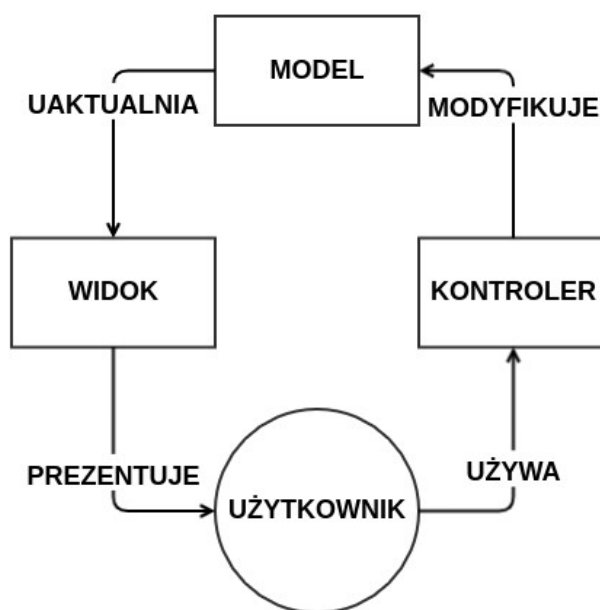 MODEL
UAKTUALNIA
MODYFIKUJE
WIDOK
KONTROLER
PREZENTUJE
UŻYWA
UŻYTKOWNIK